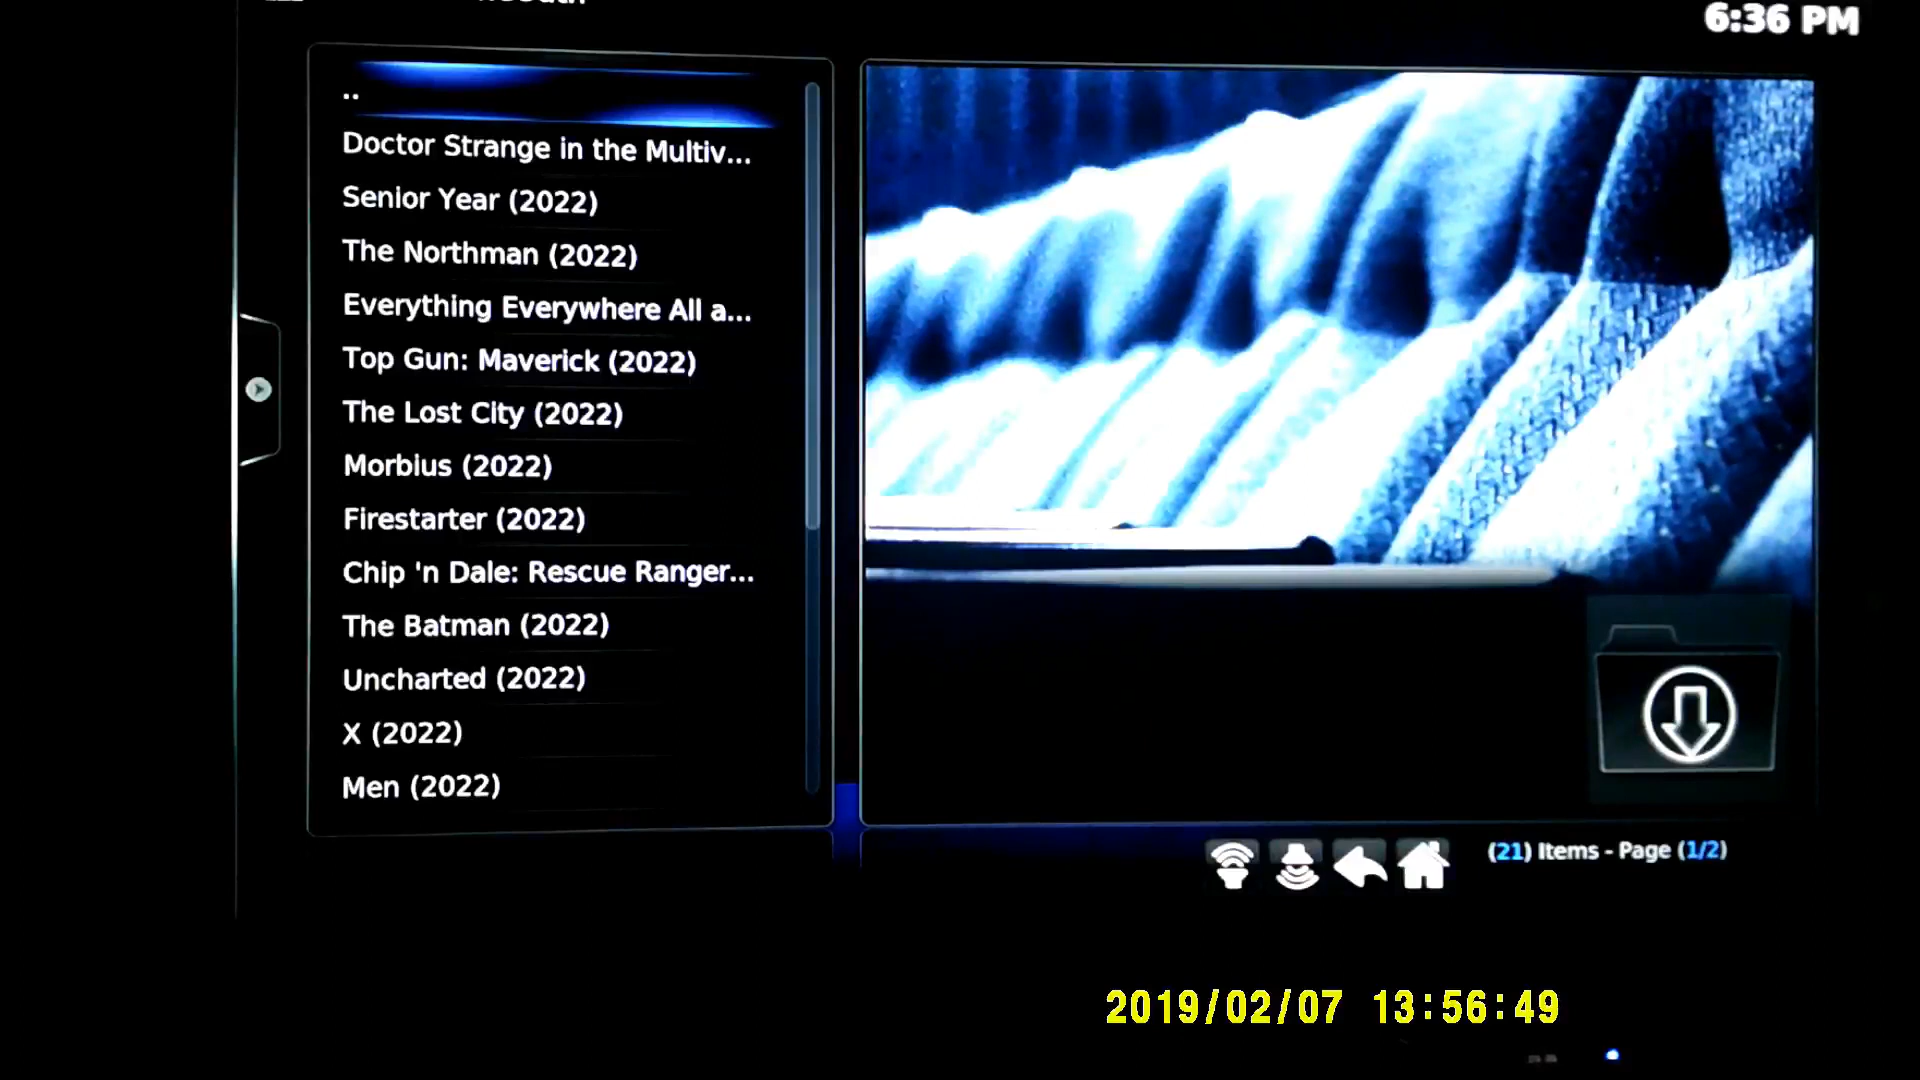 6:36 PM
..
Doctor Strange in the Multiv...
Senior Year (2022)
The Northman (2022)
Everything Everywhere All a...
Top Gun: Maverick (2022)
The Lost City (2022)
Morbius (2022)
Firestarter (2022)
Chip 'n Dale: Rescue Ranger...
The Batman (2022)
Uncharted (2022)
X (2022)
Men (2022)
(21) Items - Page (1/2)
2019/02/07 13:56:49